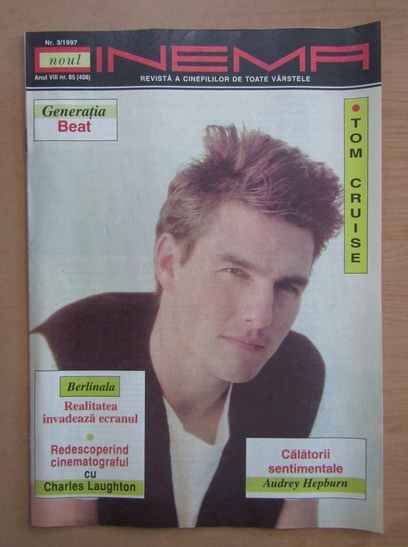 Nr. 3/1997
noul
CINEMA
Anul VIII nr. 85 (408)
REVISTĂ A CINEFILILOR DE TOATE VÂRSTELE
Generaţia
Beat
TOM CRUISE
Berlinala
Realitatea
invadează ecranul
Redescoperind
cinematograful
cu
Charles Laughton
Călătorii
sentimentale
Audrey Hepburn